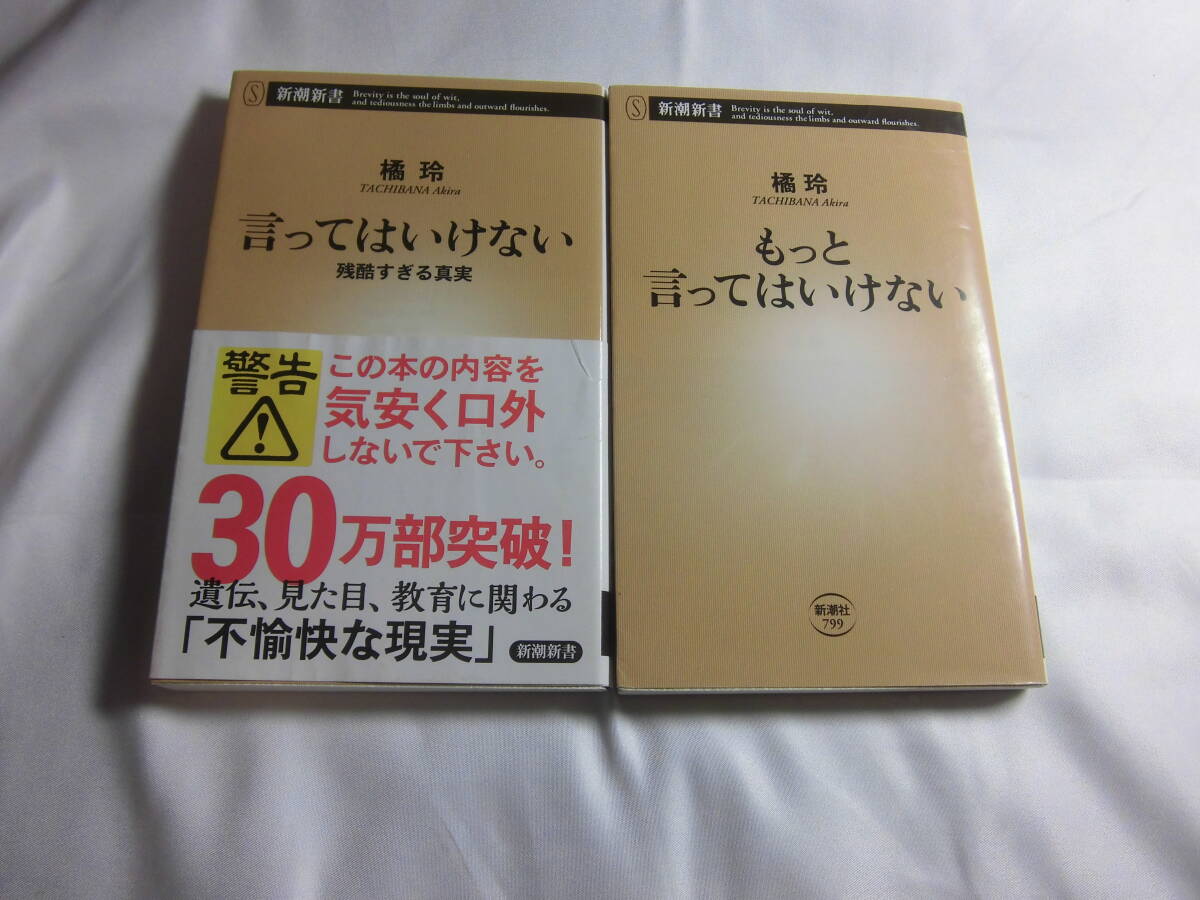 新潮新書
Brevity is the soul of wit,
and tediousness the limbs and outward flourishes.
橘 玲
TACHIBANA Akira
言ってはいけない
残酷すぎる真実
警告
この本の内容を
気安く口外
しないで下さい。
30万部突破!
遺伝、見た目、教育に関わる
「不愉快な現実」
新潮新書
新潮新書
Brevity is the soul of wit,
and tediousness the limbs and outward flourishes.
橘 玲
TACHIBANA Akira
もっと
言ってはいけない
新潮社
799